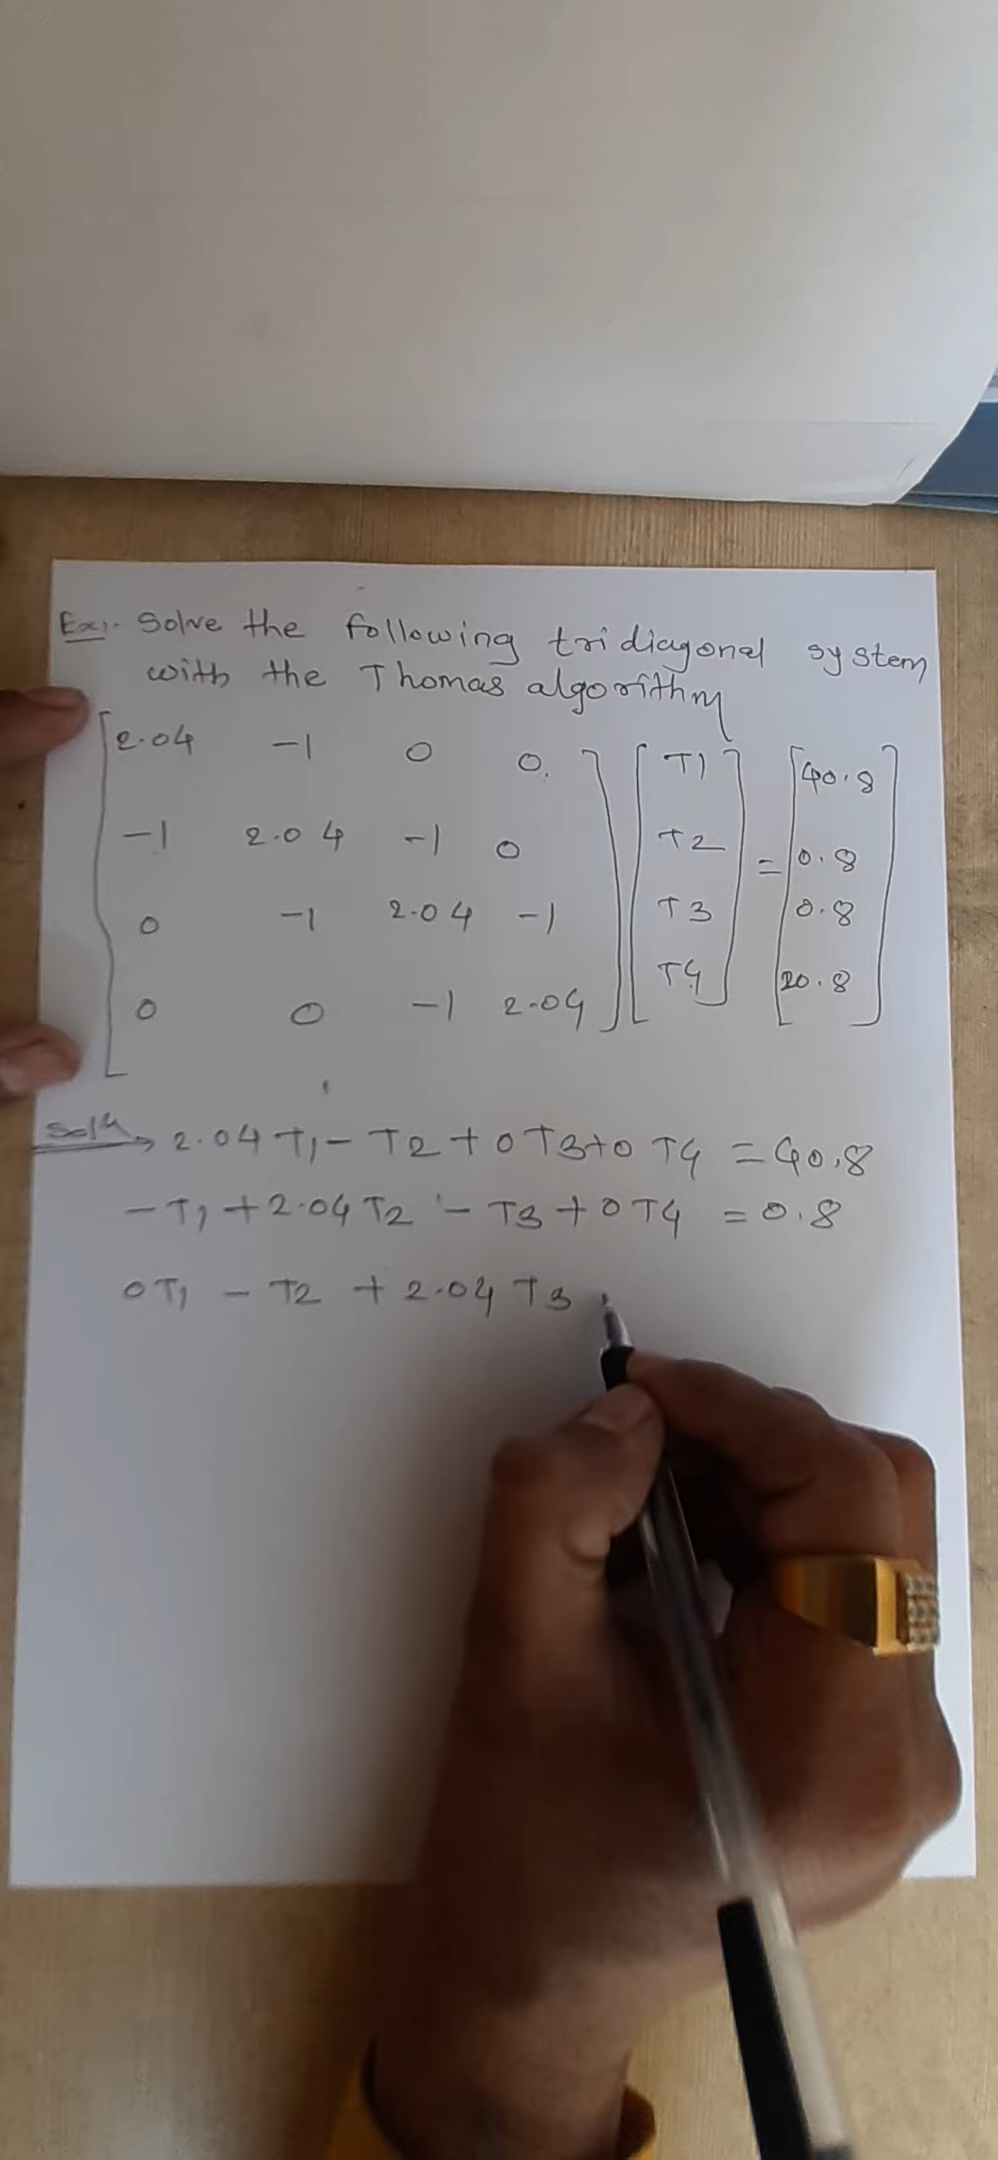 Ex:- Solve the following tridiagonal system
with the Thomas algorithm
2.04 -1 0 0. T1 40.8
-1 2.04 -1 0 T2 = 0.8
0 -1 2.04 -1 T3 0.8
0 0 -1 2.04 T4 20.8
Soln → 2.04 T1 - T2 + 0 T3 + 0 T4 = 40.8
- T1 + 2.04 T2 - T3 + 0 T4 = 0.8
0T1 - T2 + 2.04 T3